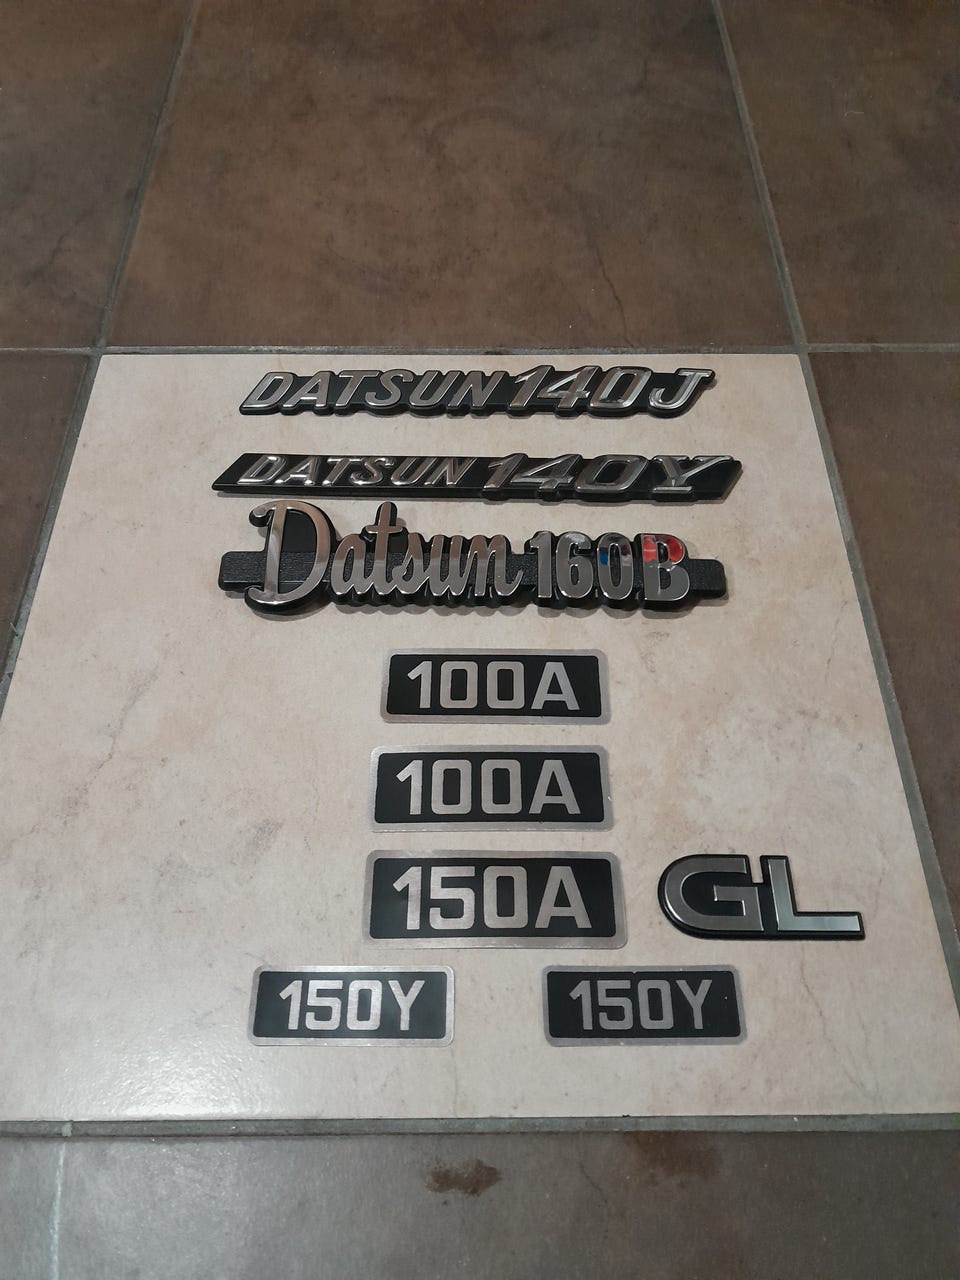 DATSUN 140J
DATSUN 140Y
Datsun 160B
100A
100A
150A GL
150Y 150Y